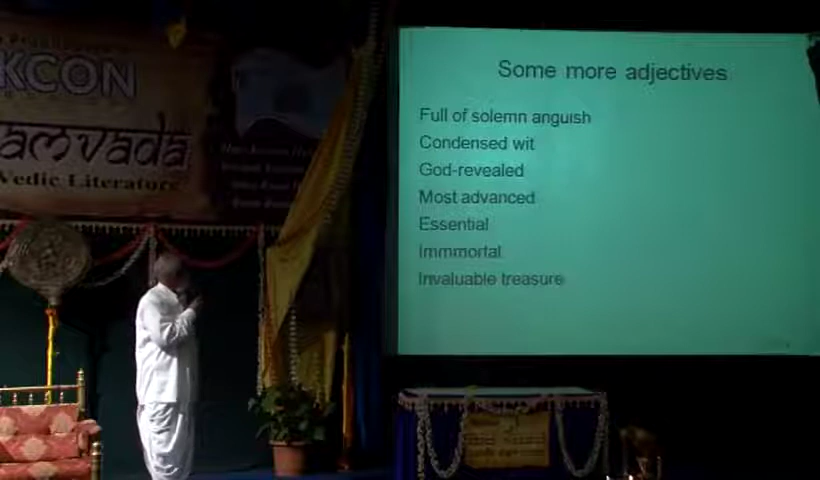 KCON
amvada
Vedic Literature
Some more adjectives
Full of solemn anguish
Condensed wit
God-revealed
Most advanced
Essential
Immmortal
Invaluable treasure